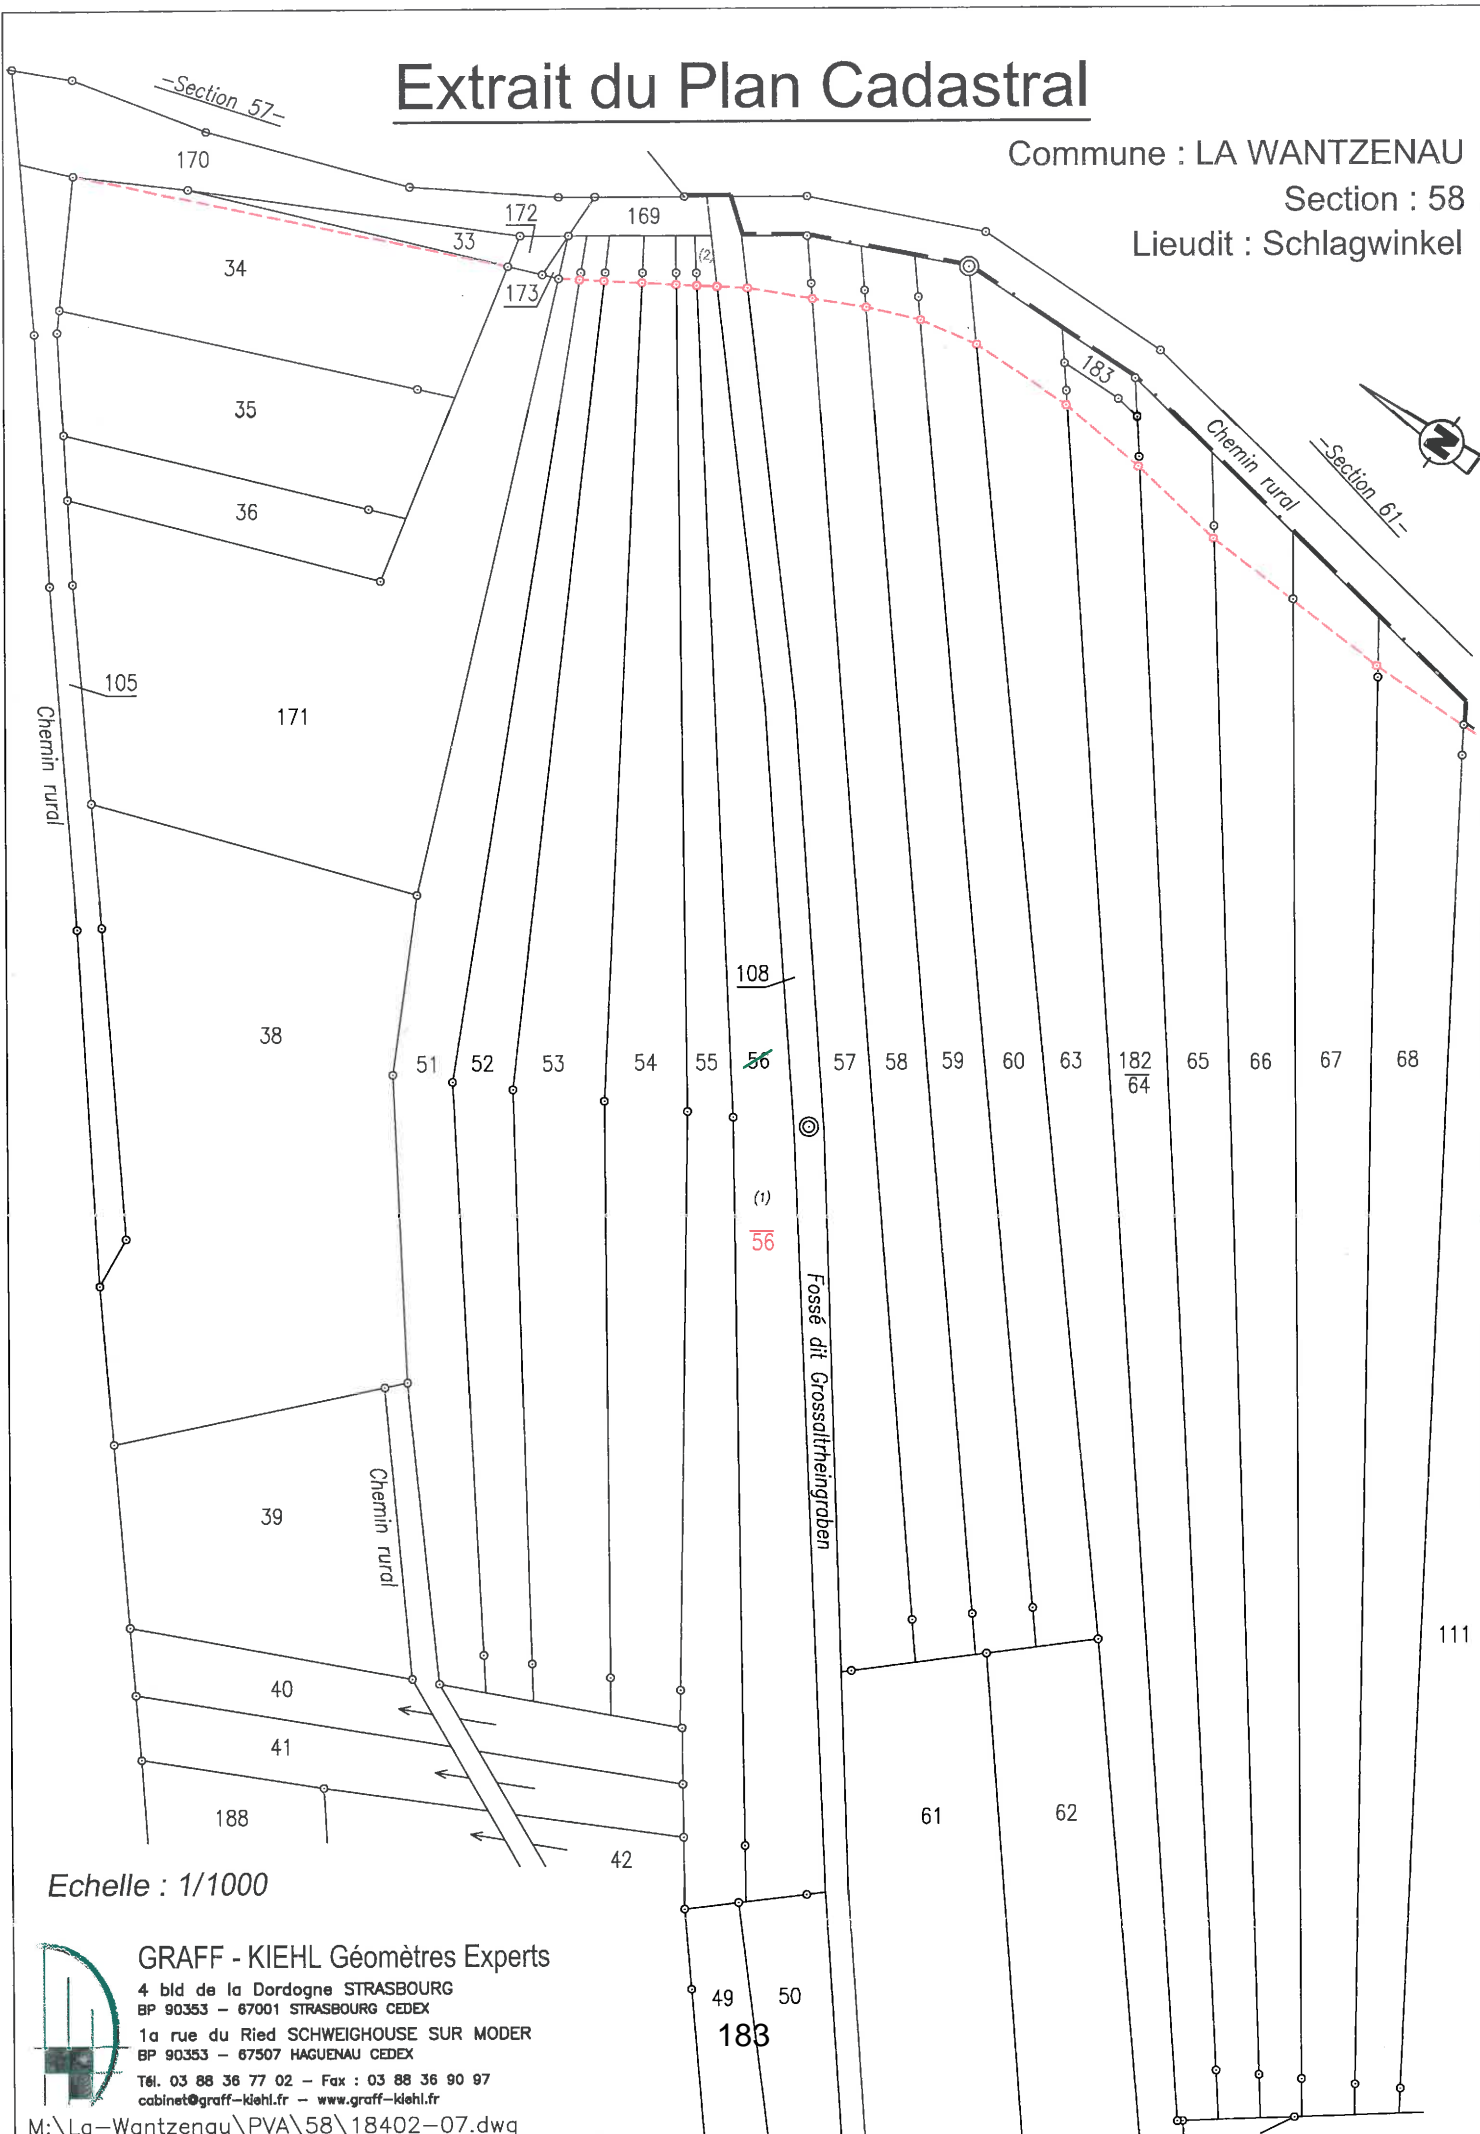 Extrait du Plan Cadastral
Commune : LA WANTZENAU
Section : 58
Lieudit : Schlagwinkel
-Section 57-
170
172
169
33
34
173
(2)
183
35
36
Chemin rural
-Section 61-
N
105
171
Chemin rural
108
38
51
52
53
54
55
56
57
58
59
60
63
182
64
65
66
67
68
(1)
56
Fossé dit Grossaltrheingraben
39
Chemin rural
111
40
41
188
42
61
62
Echelle : 1/1000
GRAFF - KIEHL Géomètres Experts
4 bld de la Dordogne STRASBOURG
BP 90353 - 67001 STRASBOURG CEDEX
1a rue du Ried SCHWEIGHOUSE SUR MODER
BP 90353 - 67507 HAGUENAU CEDEX
Tél. 03 88 36 77 02 - Fax : 03 88 36 90 97
cabinet@graff-kiehl.fr - www.graff-kiehl.fr
M:\La-Wantzenau\PVA\58\18402-07.dwg
49
50
183